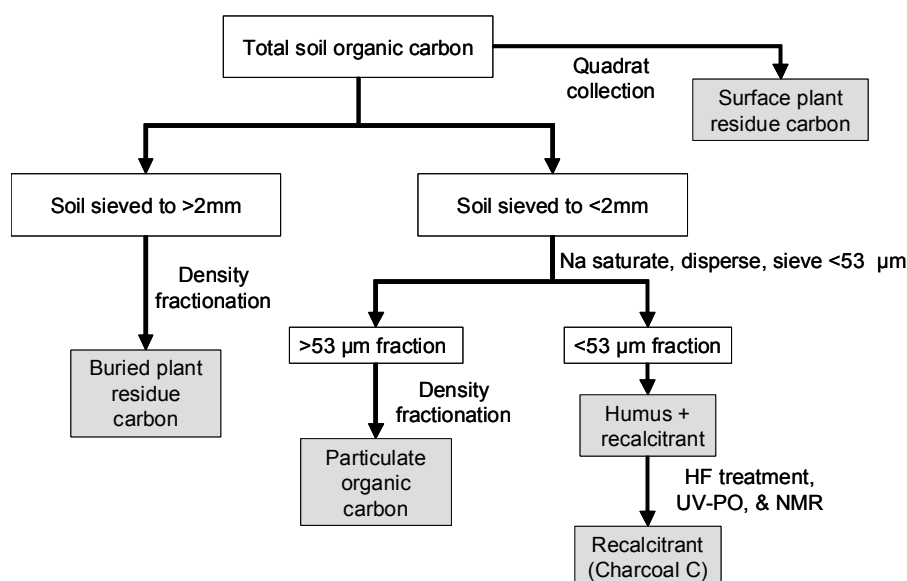 Total soil organic carbon
Quadrat
collection
Surface plant
residue carbon
Soil sieved to >2mm
Soil sieved to <2mm
Density
fractionation
Na saturate, disperse, sieve <53 µm
>53 µm fraction
<53 µm fraction
Buried plant
residue
carbon
Density
fractionation
Humus +
recalcitrant
Particulate
organic
carbon
HF treatment,
UV-PO, & NMR
Recalcitrant
(Charcoal C)